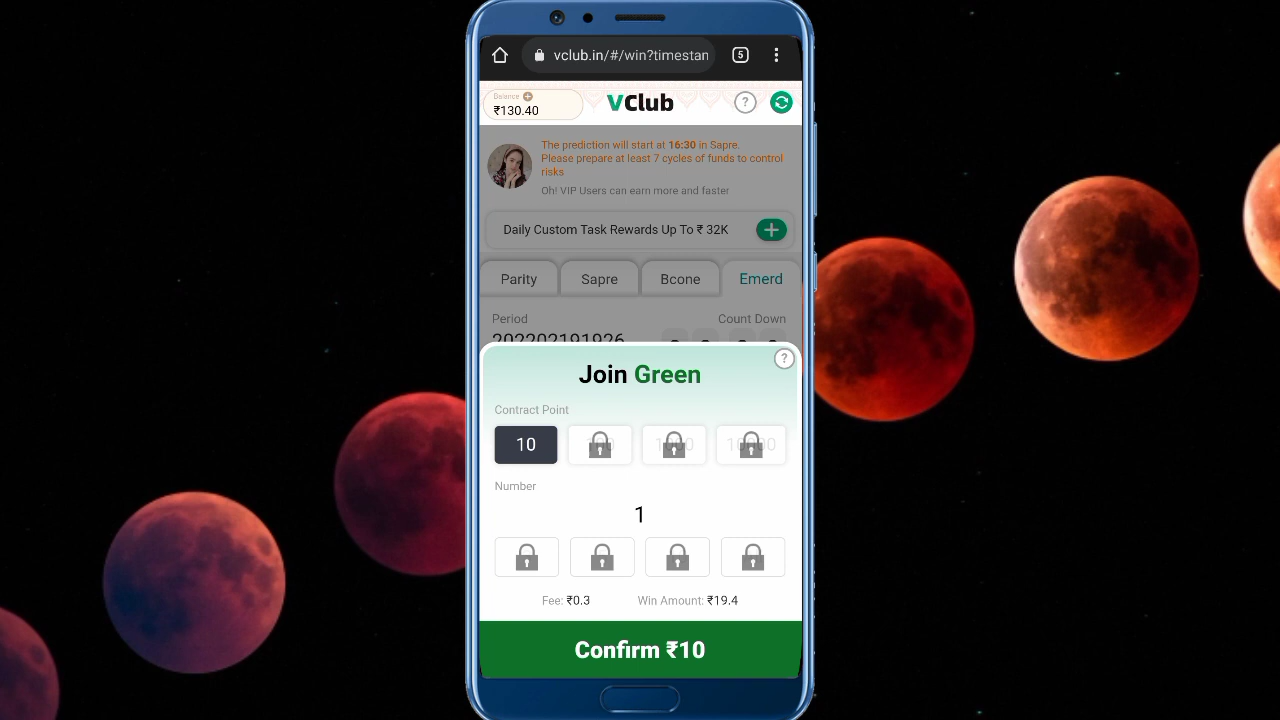 vclub.in/#/win?timestan
5
Balance
₹130.40
VClub
?
The prediction will start at 16:30 in Sapre.
Please prepare at least 7 cycles of funds to control
risks
Oh! VIP Users can earn more and faster
Daily Custom Task Rewards Up To ₹ 32K
Parity
Sapre
Bcone
Emerd
Period
Count Down
202202191926
?
Join Green
Contract Point
10
Number
1
Fee: ₹0.3
Win Amount: ₹19.4
Confirm ₹10